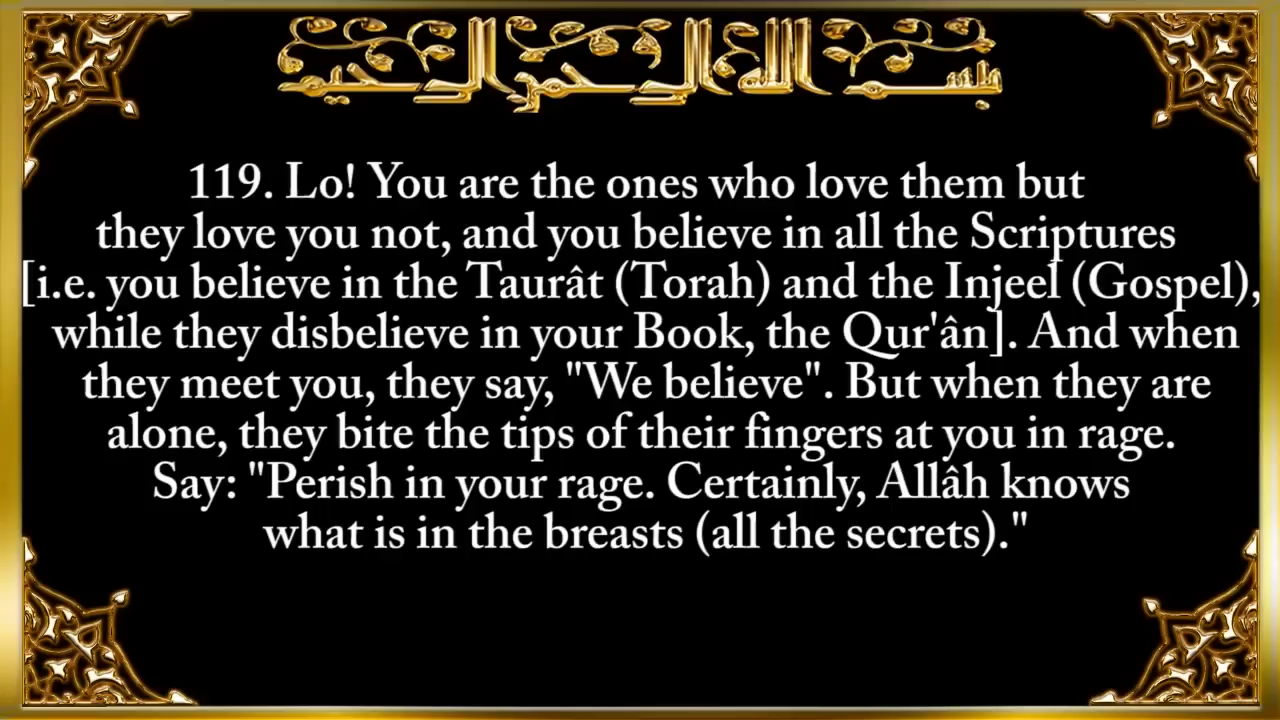 بسم الله الرحمن الرحيم
119. Lo! You are the ones who love them but
they love you not, and you believe in all the Scriptures
[i.e. you believe in the Taurât (Torah) and the Injeel (Gospel),
while they disbelieve in your Book, the Qur'ân]. And when
they meet you, they say, "We believe". But when they are
alone, they bite the tips of their fingers at you in rage.
Say: "Perish in your rage. Certainly, Allâh knows
what is in the breasts (all the secrets)."